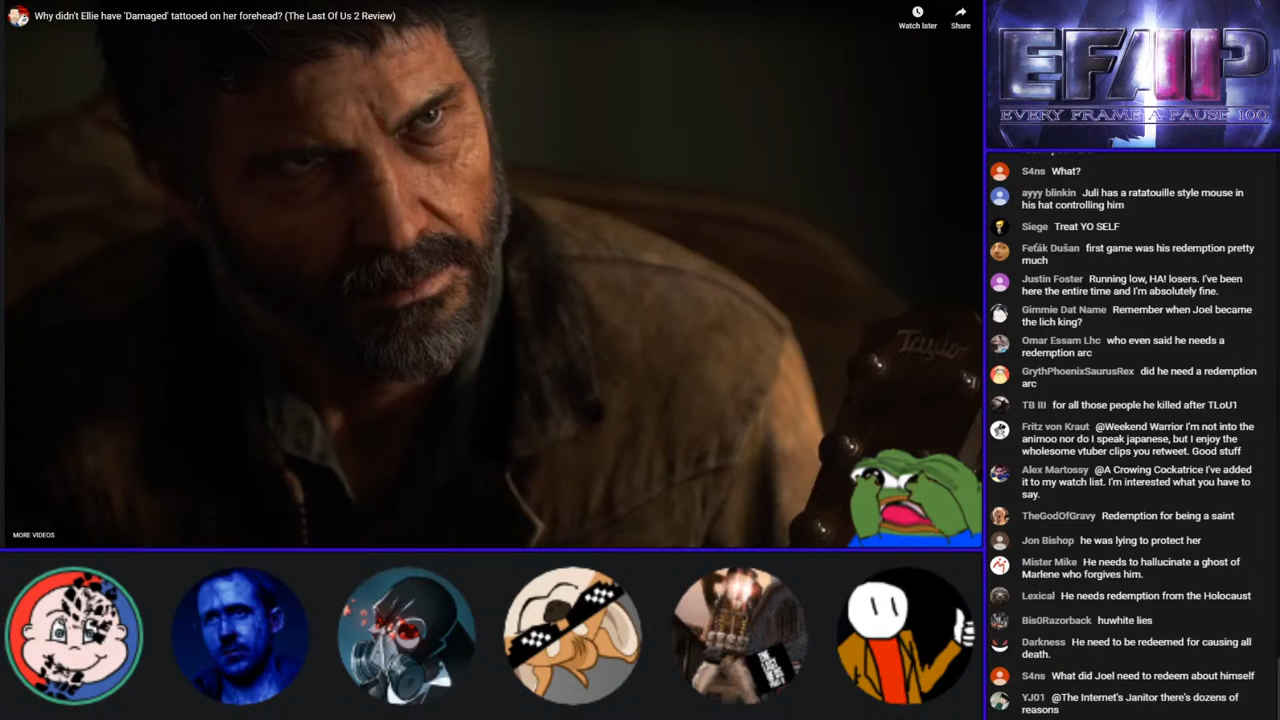 Why didn't Ellie have 'Damaged' tattooed on her forehead? (The Last Of Us 2 Review)
Watch later
Share
Taylo
MORE VIDEOS
EFAP
EVERY FRAME A PAUSE 100
S4ns What?
ayyy blinkin Juli has a ratatouille style mouse in
his hat controlling him
Siege Treat YO SELF
Feťák Dušan first game was his redemption pretty
much
Justin Foster Running low, HA! losers. I've been
here the entire time and I'm absolutely fine.
Gimmie Dat Name Remember when Joel became
the lich king?
Omar Essam Lhc who even said he needs a
redemption arc
GrythPhoenixSaurusRex did he need a redemption
arc
TB III for all those people he killed after TLoU1
Fritz von Kraut @Weekend Warrior I'm not into the
animoo nor do I speak japanese, but I enjoy the
wholesome vtuber clips you retweet. Good stuff
Alex Martossy @A Crowing Cockatrice I've added
it to my watch list. I'm interested what you have to
say.
TheGodOfGravy Redemption for being a saint
Jon Bishop he was lying to protect her
Mister Mike He needs to hallucinate a ghost of
Marlene who forgives him.
Lexical He needs redemption from the Holocaust
Bis0Razorback huwhite lies
Darkness He need to be redeemed for causing all
death.
S4ns What did Joel need to redeem about himself
YJ01 @The Internet's Janitor there's dozens of
reasons